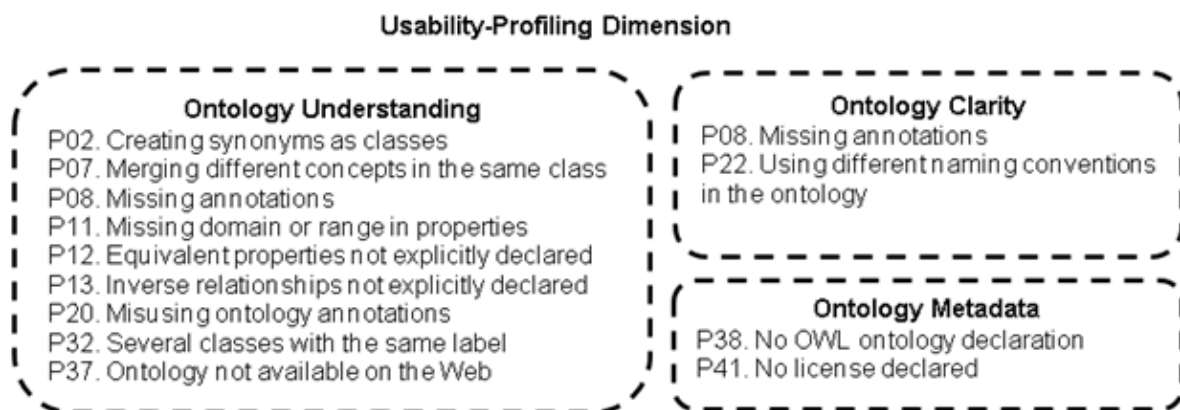 Usability-Profiling Dimension
Ontology Understanding
P02. Creating synonyms as classes
P07. Merging different concepts in the same class
P08. Missing annotations
P11. Missing domain or range in properties
P12. Equivalent properties not explicitly declared
P13. Inverse relationships not explicitly declared
P20. Misusing ontology annotations
P32. Several classes with the same label
P37. Ontology not available on the Web
Ontology Clarity
P08. Missing annotations
P22. Using different naming conventions
in the ontology
Ontology Metadata
P38. No OWL ontology declaration
P41. No license declared